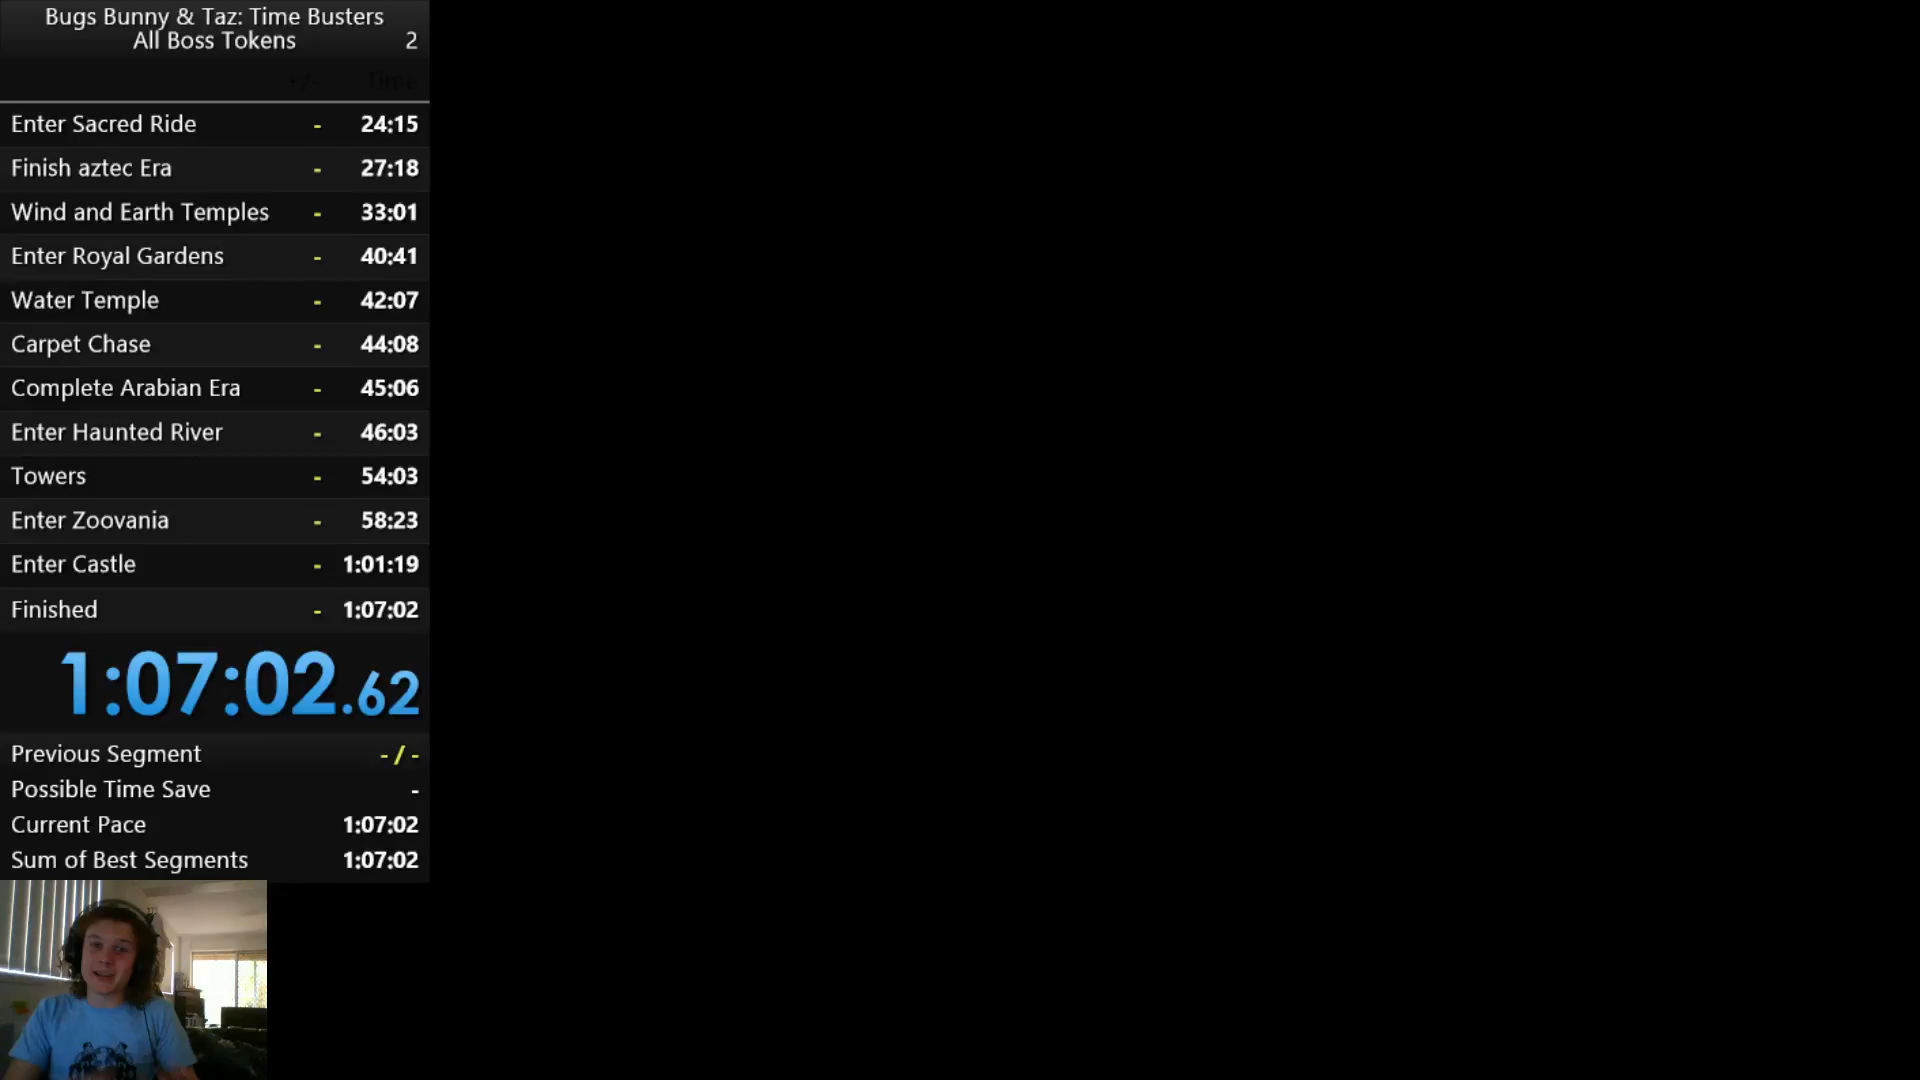 Bugs Bunny & Taz: Time Busters
All Boss Tokens 2
-/- Time
Enter Sacred Ride - 24:15
Finish aztec Era - 27:18
Wind and Earth Temples - 33:01
Enter Royal Gardens - 40:41
Water Temple - 42:07
Carpet Chase - 44:08
Complete Arabian Era - 45:06
Enter Haunted River - 46:03
Towers - 54:03
Enter Zoovania - 58:23
Enter Castle - 1:01:19
Finished - 1:07:02
1:07:02.62
Previous Segment - / -
Possible Time Save -
Current Pace 1:07:02
Sum of Best Segments 1:07:02